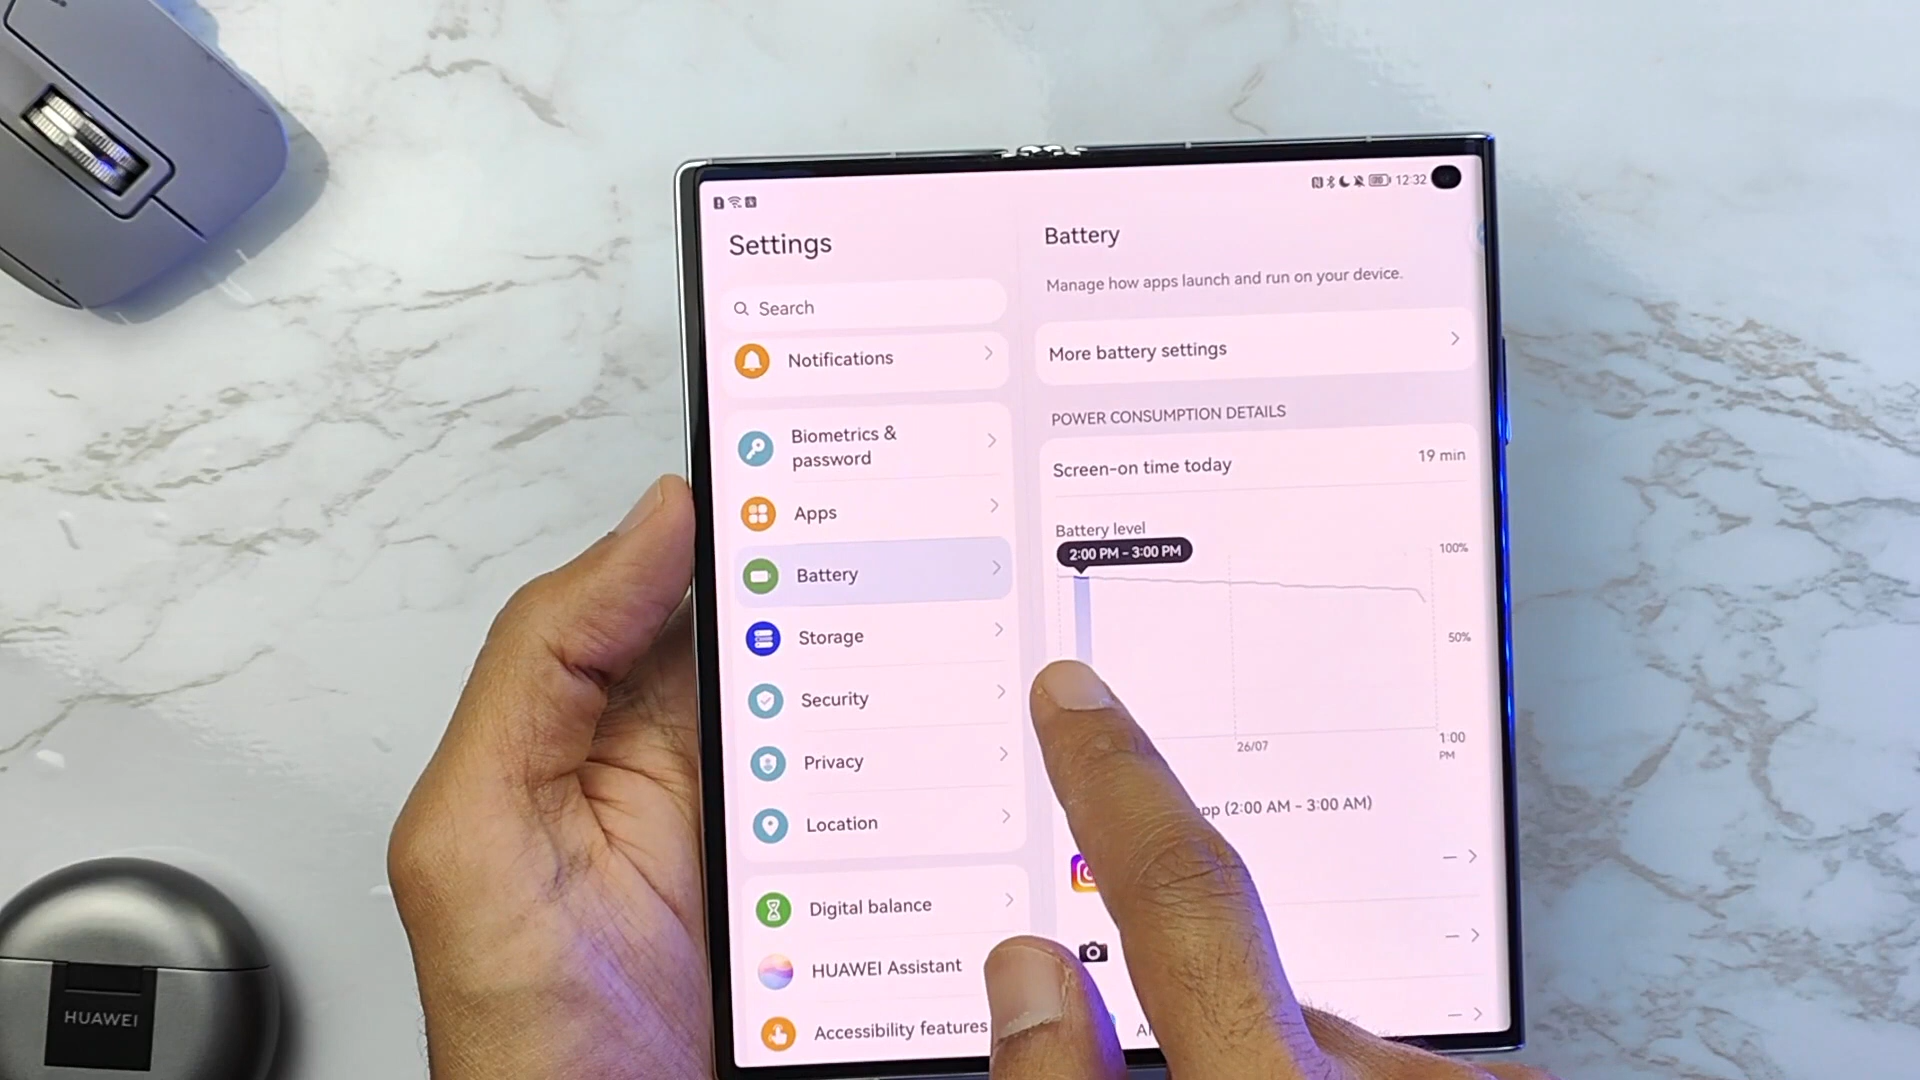 12:32
Settings
Search
Notifications
Biometrics &
password
Apps
Battery
Storage
Security
Privacy
Location
Digital balance
HUAWEI Assistant
Accessibility features
Battery
Manage how apps launch and run on your device.
More battery settings
POWER CONSUMPTION DETAILS
Screen-on time today
19 min
Battery level
2:00 PM – 3:00 PM
100%
50%
26/07
1:00
PM
(2:00 AM – 3:00 AM)
HUAWEI